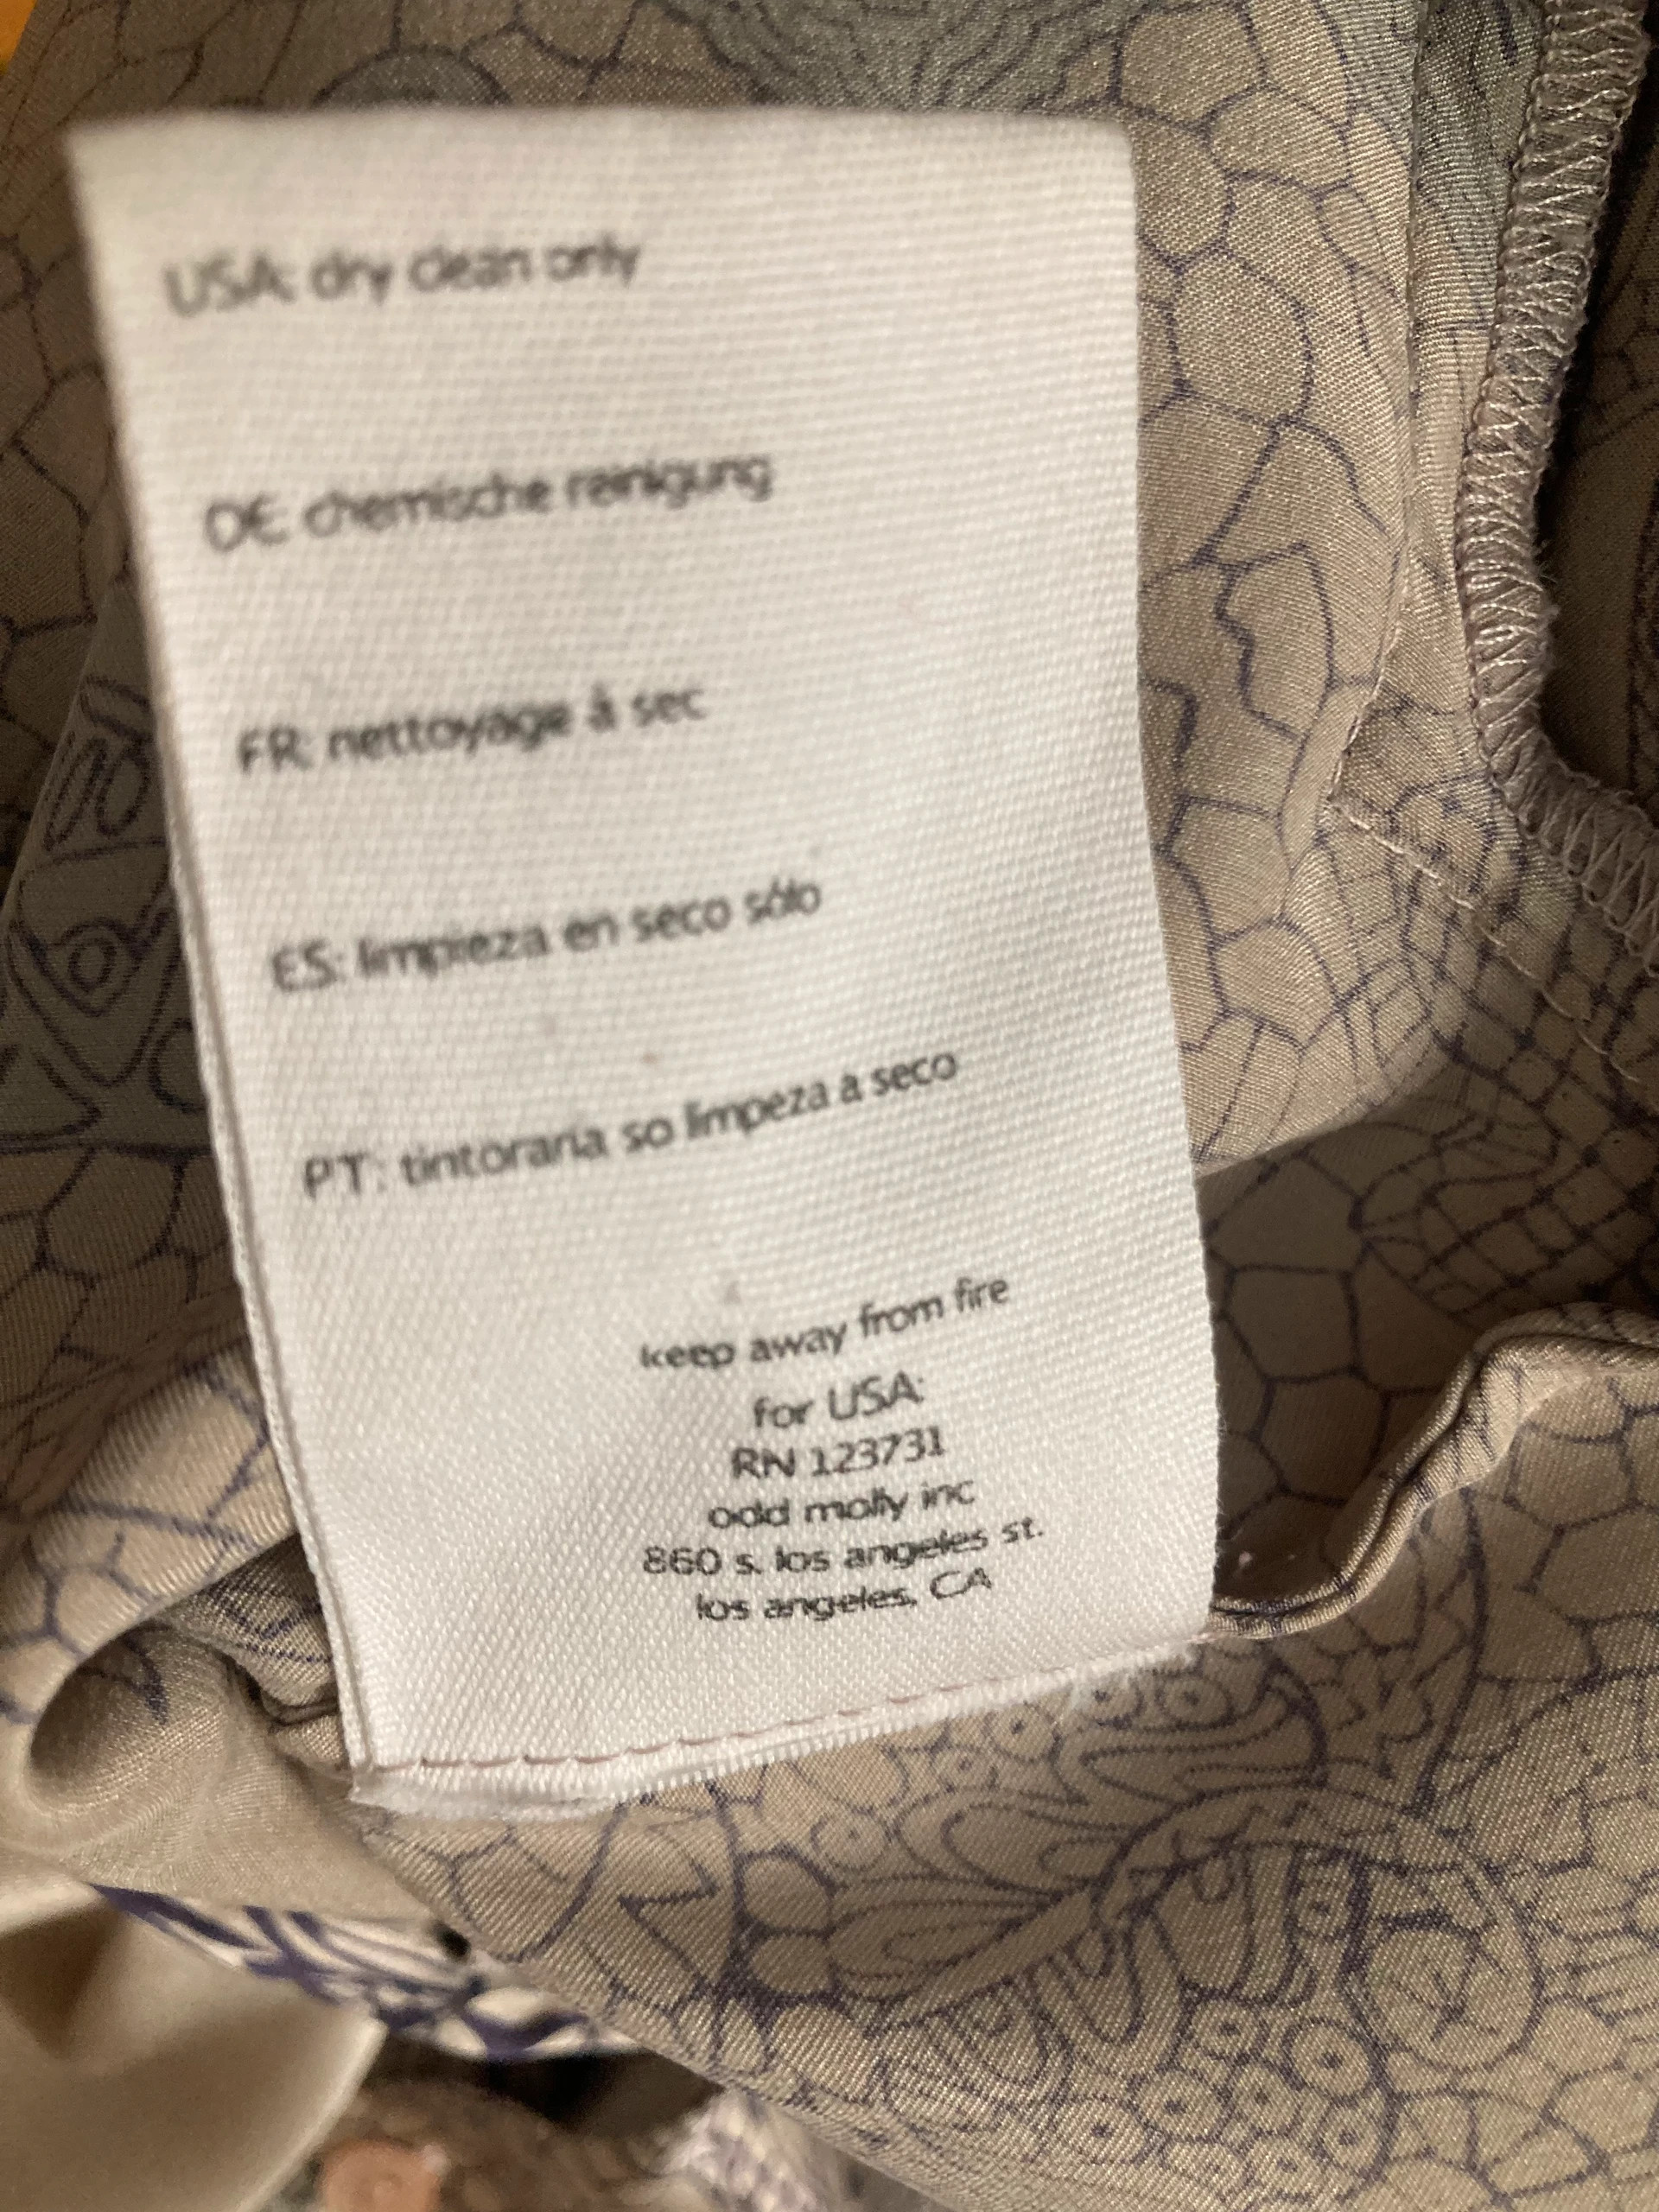 USA: dry clean only
DE: chemische reinigung
FR: nettoyage à sec
ES: limpieza en seco sólo
PT: tintoraria so limpeza a seco
keep away from fire
for USA:
RN 123731
odd molly inc
860 s. los angeles st.
los angeles, CA